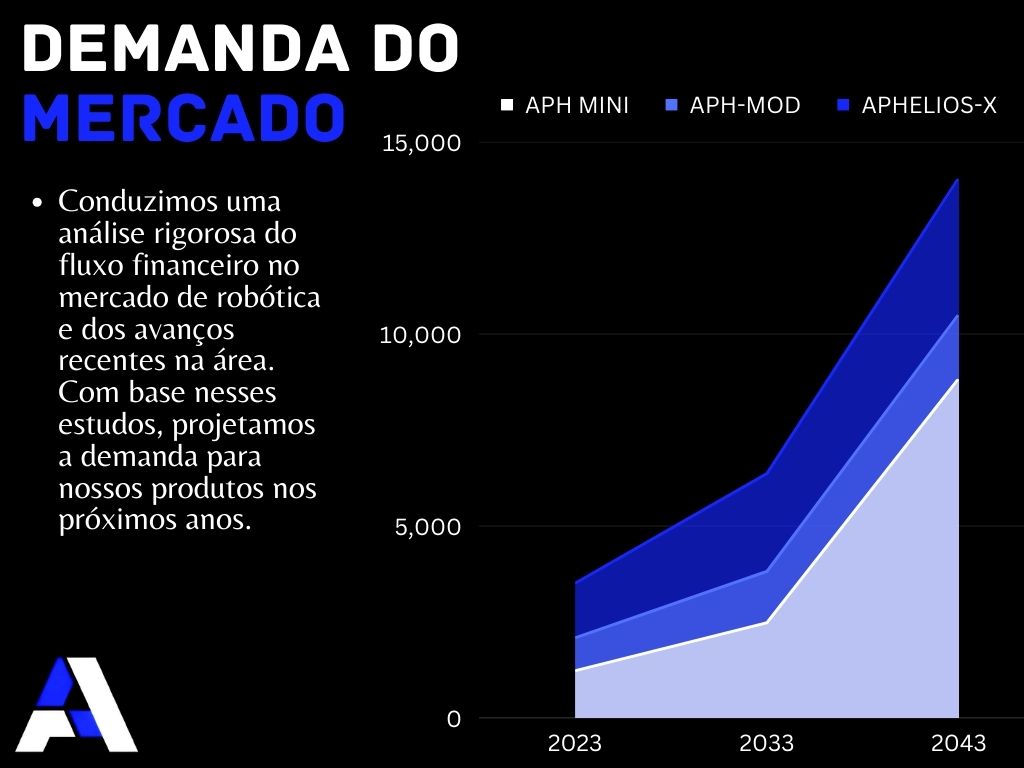 DEMANDA DO
MERCADO
• Conduzimos uma
análise rigorosa do
fluxo financeiro no
mercado de robótica
e dos avanços
recentes na área.
Com base nesses
estudos, projetamos
a demanda para
nossos produtos nos
próximos anos.
APH MINI APH-MOD APHELIOS-X
15,000
10,000
5,000
0
2023 2033 2043